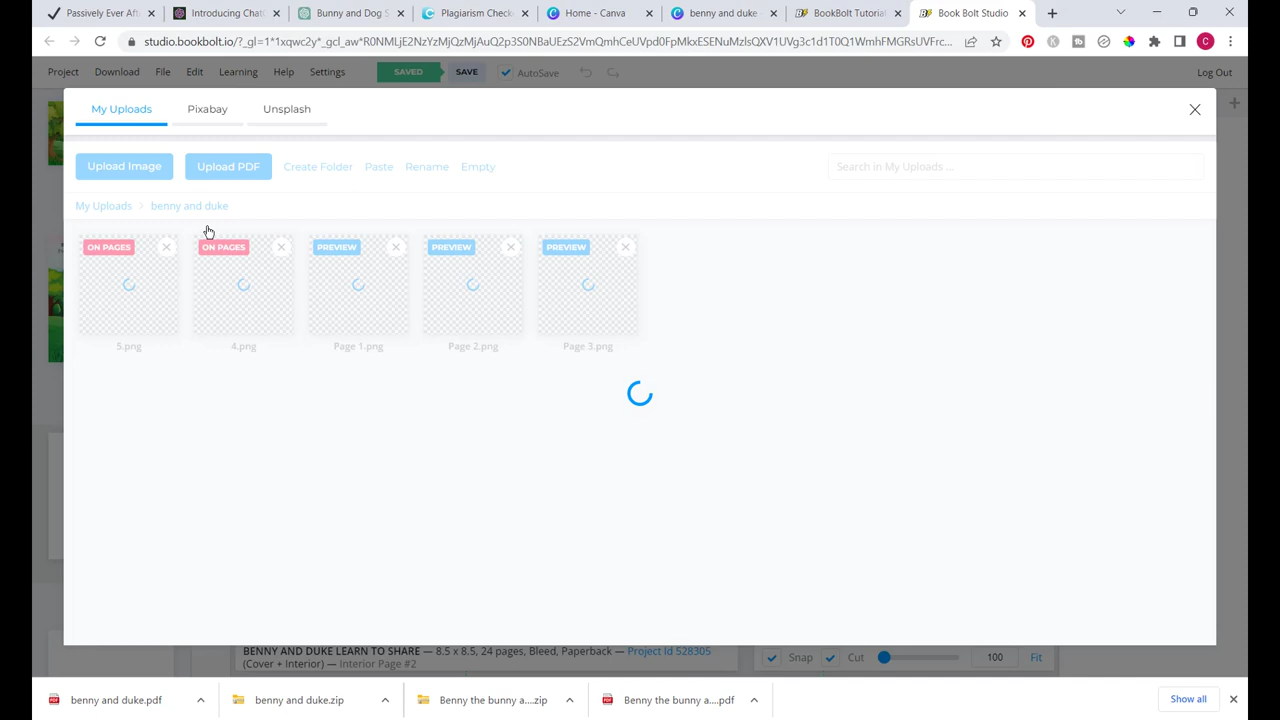 Passively Ever Aft
Introducing Chat
Bunny and Dog S
Plagiarism Check
Home - Canva
benny and duke
BookBolt Tutorial
Book Bolt Studio
studio.bookbolt.io/?_gl=1*1xqwc2y*_gcl_aw*
C
Project Download File Edit Learning Help Settings SAVED SAVE AutoSave Log Out
My Uploads Pixabay Unsplash
Upload Image Upload PDF Create Folder Paste Rename Empty Search in My Uploads ...
My Uploads > benny and duke
ON PAGES ON PAGES PREVIEW PREVIEW PREVIEW
5.png 4.png Page 1.png Page 2.png Page 3.png
BENNY AND DUKE LEARN TO SHARE — 8.5 x 8.5, 24 pages, Bleed, Paperback — Project Id 528305
(Cover + Interior) — Interior Page #2
Snap Cut 100 Fit
benny and duke.pdf
benny and duke.zip
Benny the bunny a....zip
Benny the bunny a....pdf
Show all